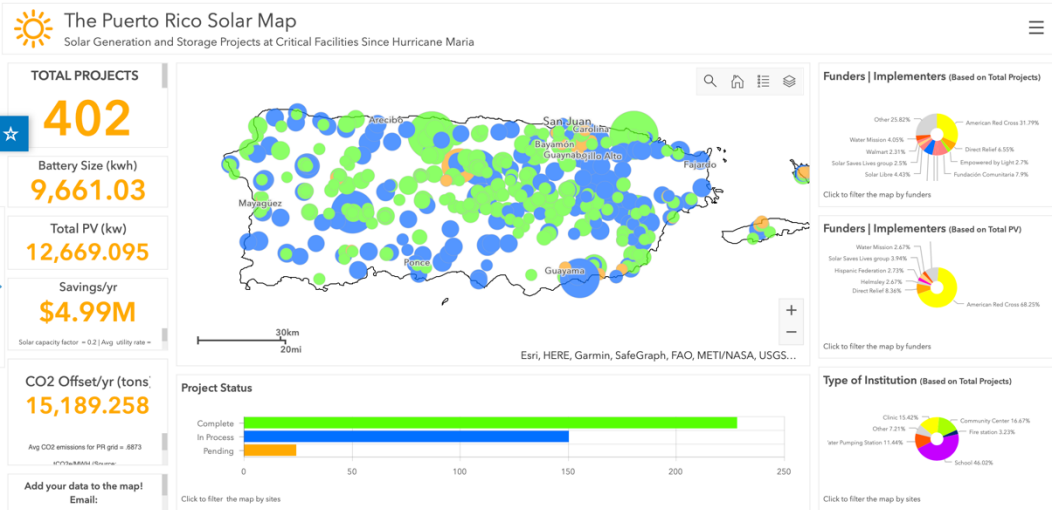 The Puerto Rico Solar Map
Solar Generation and Storage Projects at Critical Facilities Since Hurricane Maria
TOTAL PROJECTS
402
Battery Size (kwh)
9,661.03
Total PV (kw)
12,669.095
Savings/yr
$4.99M
Solar capacity factor = 0.2 | Avg utility rate =
CO2 Offset/yr (tons
15,189.258
Avg CO2 emissions for PR grid = .6873
Add your data to the map!
Email:
Arecibo
San Juan
Carolina
Bayamón
Guaynabo
illo Alto
Fajardo
Mayagüez
Ponce
Guayama
30km
20mi
+
−
Esri, HERE, Garmin, SafeGraph, FAO, METI/NASA, USGS...
Project Status
Complete
In Process
Pending
0 50 100 150 200 250
Click to filter the map by sites
Funders | Implementers (Based on Total Projects)
Other 25.82%
American Red Cross 31.79%
Water Mission 4.05%
Walmart 2.31%
Direct Relief 6.55%
Solar Saves Lives group 2.5%
Empowered by Light 2.7%
Solar Libre 4.43%
Fundación Comunitaria 7.9%
Click to filter the map by funders
Funders | Implementers (Based on Total PV)
Water Mission 2.67%
Solar Saves Lives group 3.94%
Hispanic Federation 2.73%
Helmsley 2.67%
Direct Relief 8.36%
American Red Cross 68.25%
Click to filter the map by funders
Type of Institution (Based on Total Projects)
Clinic 15.42%
Community Center 16.67%
Other 7.21%
Fire station 3.23%
ter Pumping Station 11.44%
School 46.02%
Click to filter the map by sites